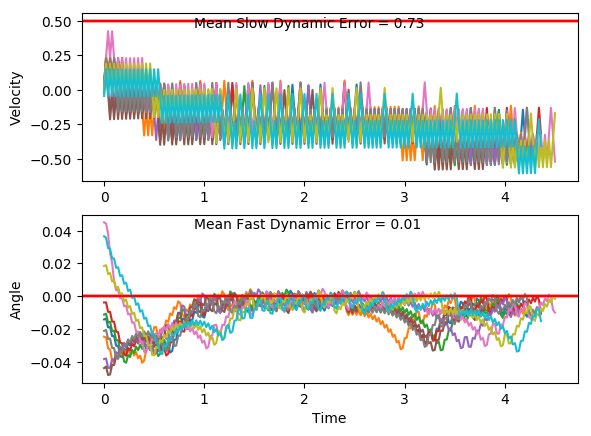 Mean Slow Dynamic Error = 0.73
0.50
0.25
0.00
−0.25
−0.50
Velocity
0 1 2 3 4
Mean Fast Dynamic Error = 0.01
0.04
0.02
0.00
−0.02
−0.04
Angle
0 1 2 3 4
Time